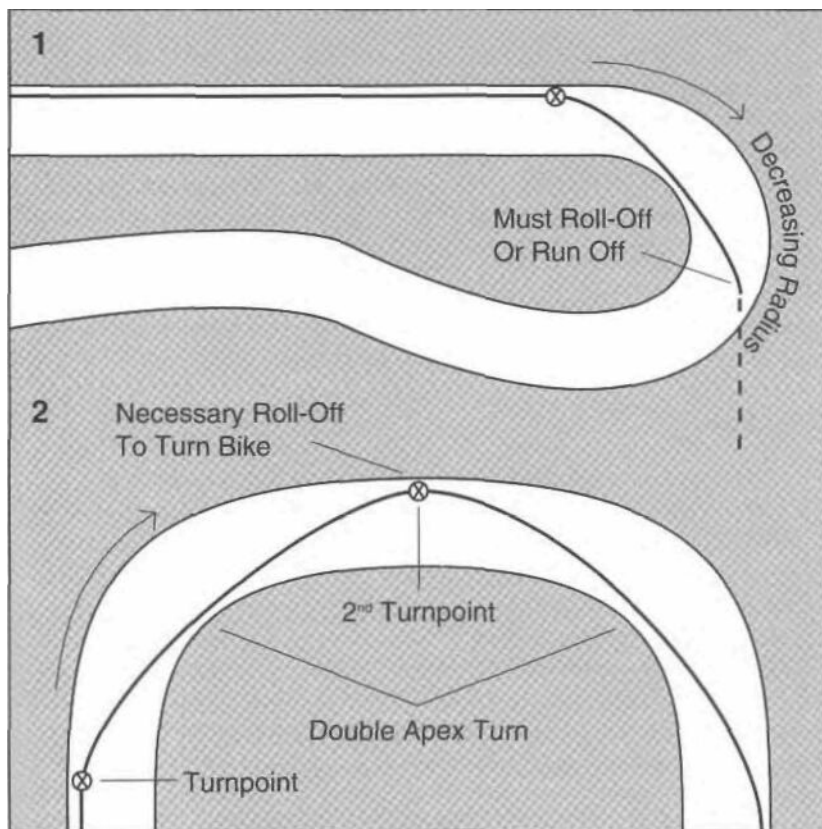 1
Decreasing Radius
Must Roll-Off
Or Run Off
2
Necessary Roll-Off
To Turn Bike
2nd Turnpoint
Double Apex Turn
Turnpoint